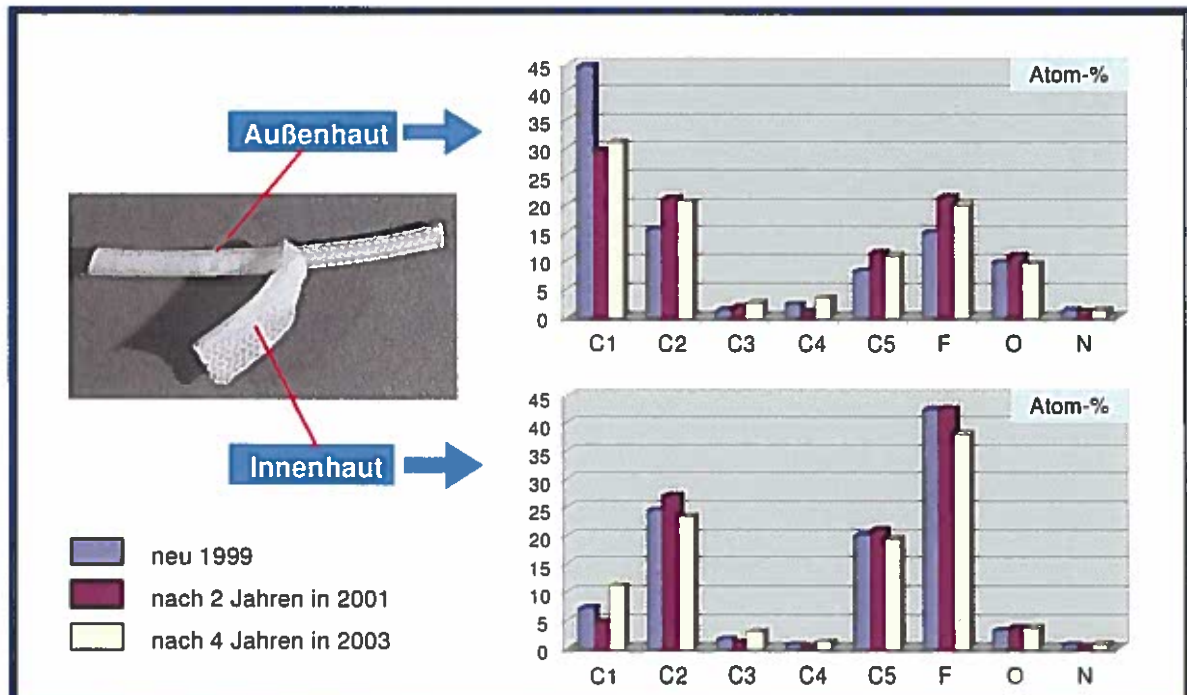 Außenhaut
Innenhaut
neu 1999
nach 2 Jahren in 2001
nach 4 Jahren in 2003
Atom-%
45
40
35
30
25
20
15
10
5
0
C1 C2 C3 C4 C5 F O N
Atom-%
45
40
35
30
25
20
15
10
5
0
C1 C2 C3 C4 C5 F O N